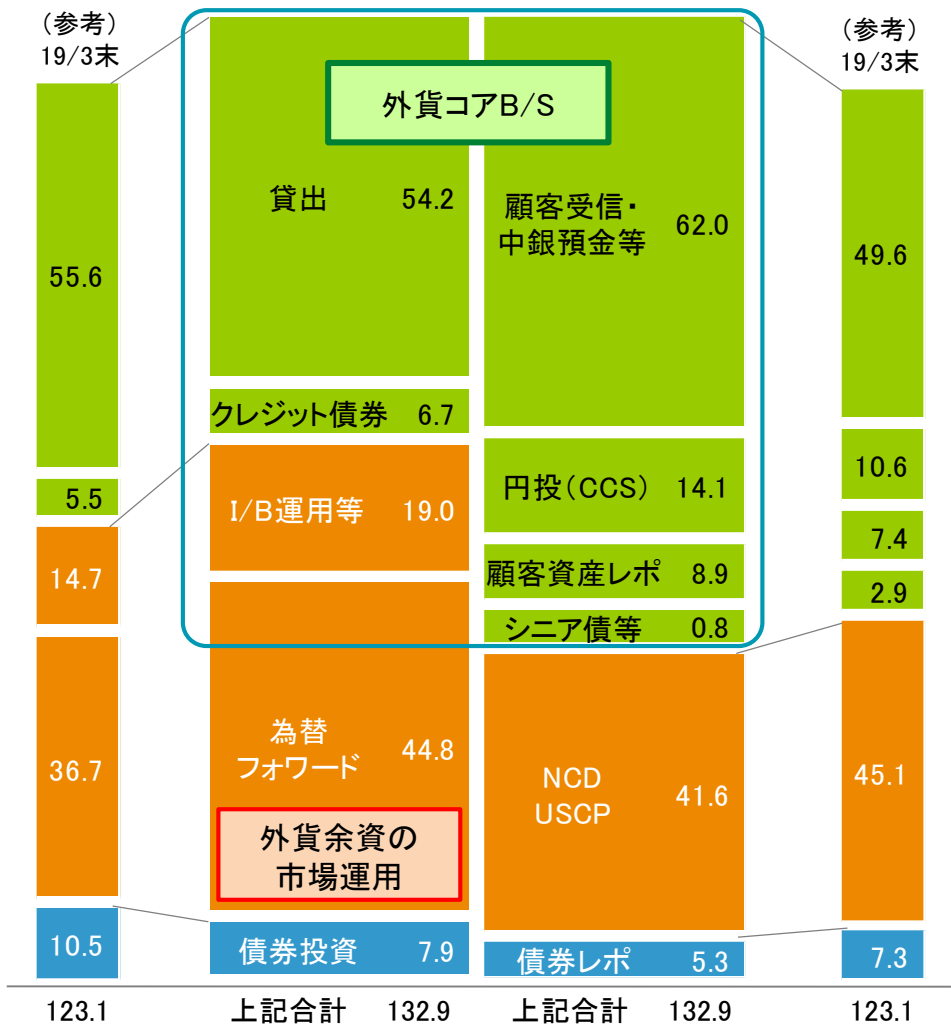 (参考)
19/3末
55.6
5.5
14.7
36.7
10.5
123.1
外貨コアB/S
貸出 54.2
クレジット債券 6.7
I/B運用等 19.0
為替
フォワード 44.8
外貨余資の
市場運用
債券投資 7.9
上記合計 132.9
顧客受信・
中銀預金等 62.0
円投(CCS) 14.1
顧客資産レポ 8.9
シニア債等 0.8
NCD
USCP 41.6
債券レポ 5.3
上記合計 132.9
(参考)
19/3末
49.6
10.6
7.4
2.9
45.1
7.3
123.1